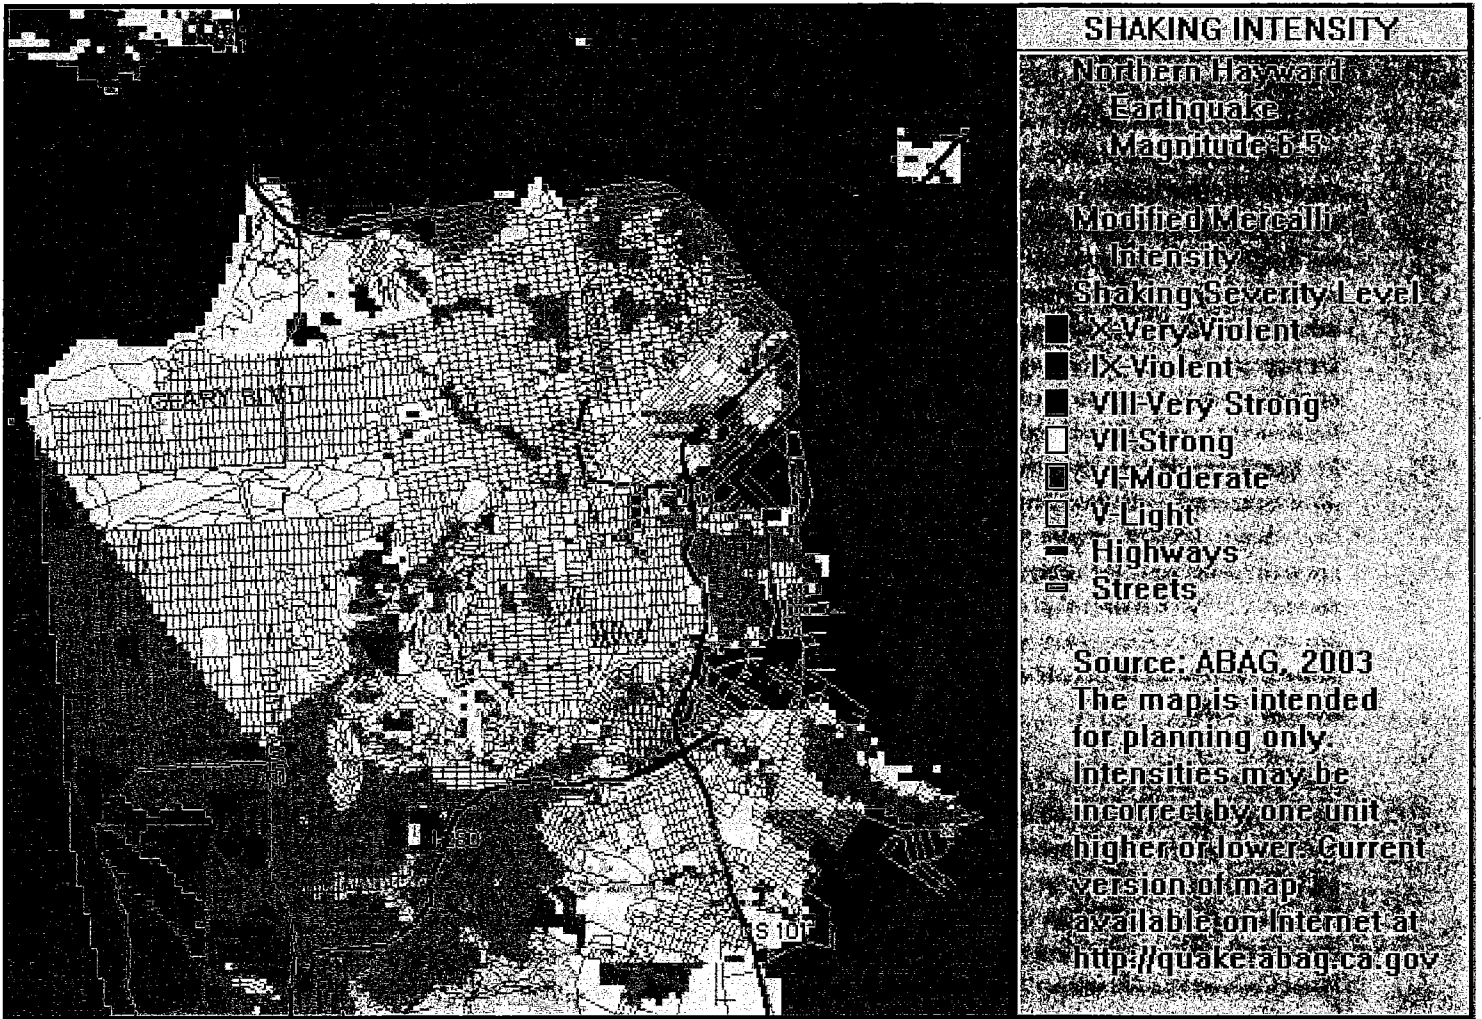 SHAKING INTENSITY
Northern Hayward
Earthquake
Magnitude 6.5
Modified Mercalli
Intensity
Shaking Severity Level
X-Very Violent
IX-Violent
VIII-Very Strong
VII-Strong
VI-Moderate
V-Light
Highways
Streets
Source: ABAG, 2003
The map is intended
for planning only.
Intensities may be
incorrect by one unit
higher or lower. Current
version of map
available on Internet at
http://quake.abag.ca.gov
GEARY BLVD
I-280
US 101